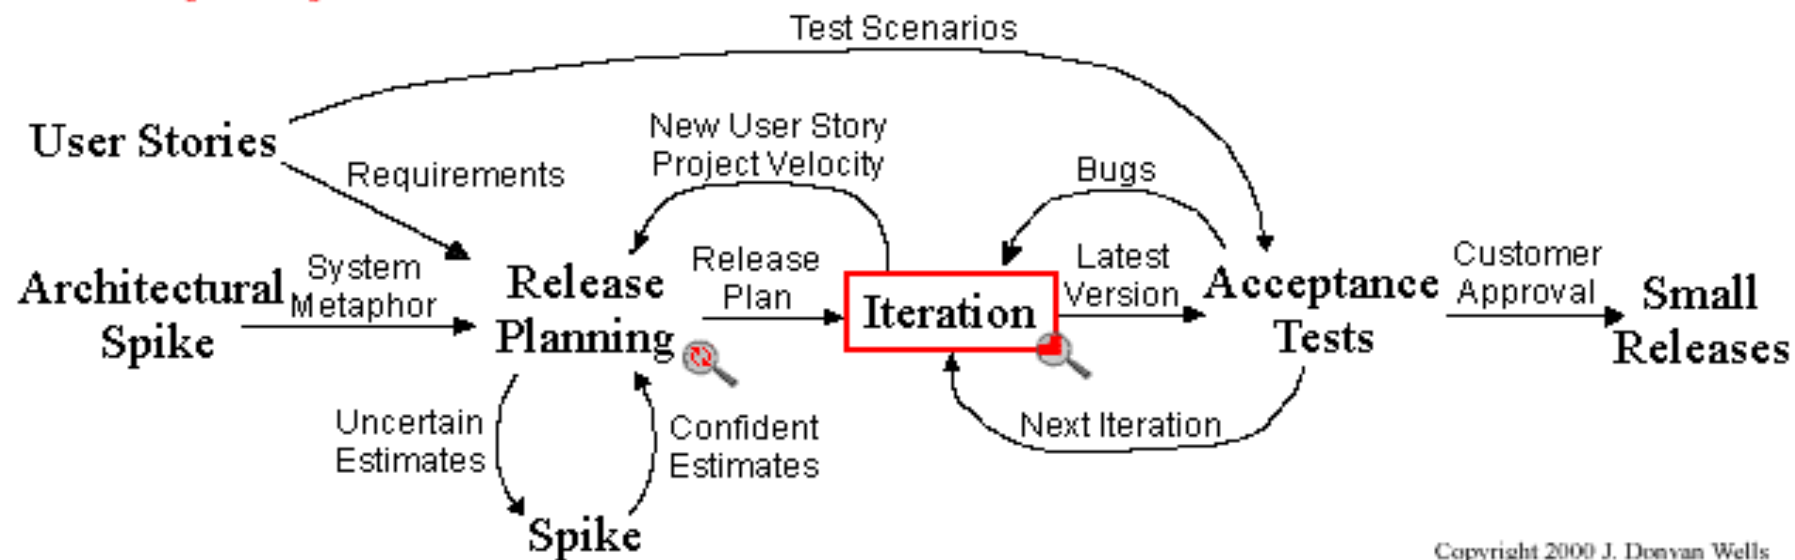 Test Scenarios
User Stories
Requirements
New User Story
Project Velocity
Bugs
Architectural
Spike
System
Metaphor
Release
Planning
Release
Plan
Iteration
Latest
Version
Acceptance
Tests
Customer
Approval
Small
Releases
Uncertain
Estimates
Confident
Estimates
Next Iteration
Spike
Copyright 2000 J. Donvan Wells